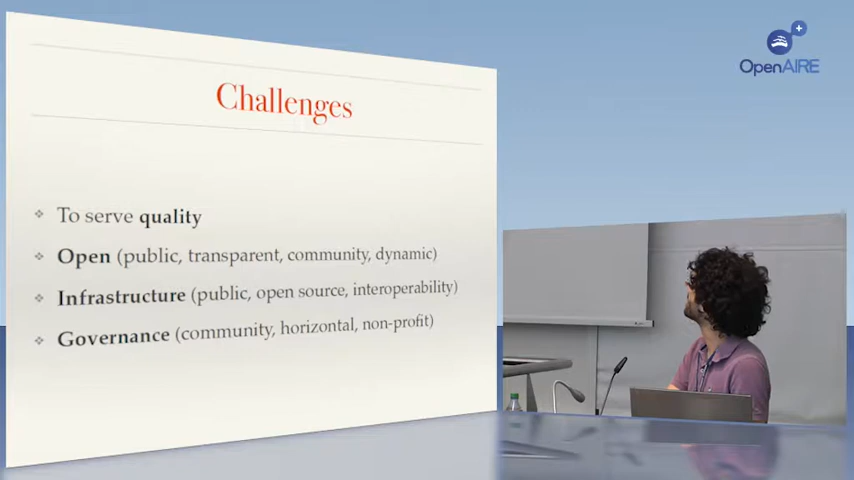 Challenges
❖ To serve quality
❖ Open (public, transparent, community, dynamic)
❖ Infrastructure (public, open source, interoperability)
❖ Governance (community, horizontal, non-profit)
OpenAIRE